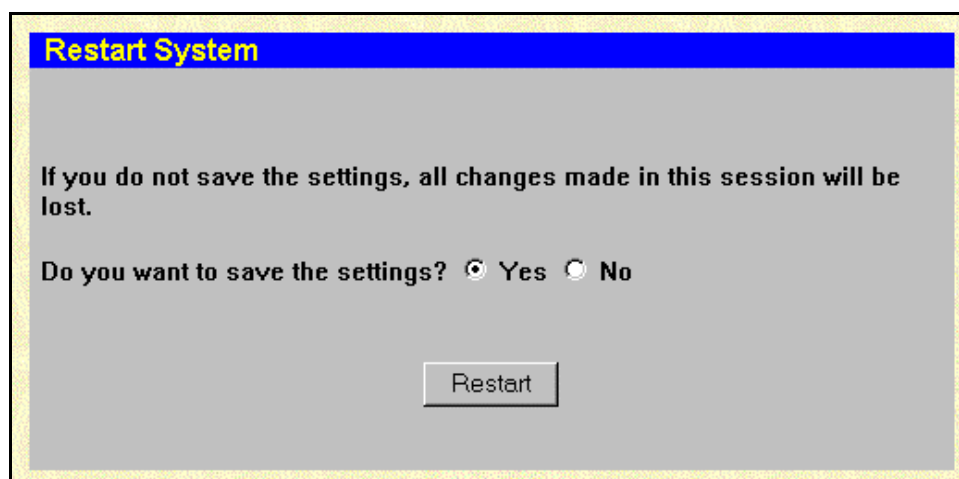 Restart System
If you do not save the settings, all changes made in this session will be
lost.
Do you want to save the settings? Yes No
Restart